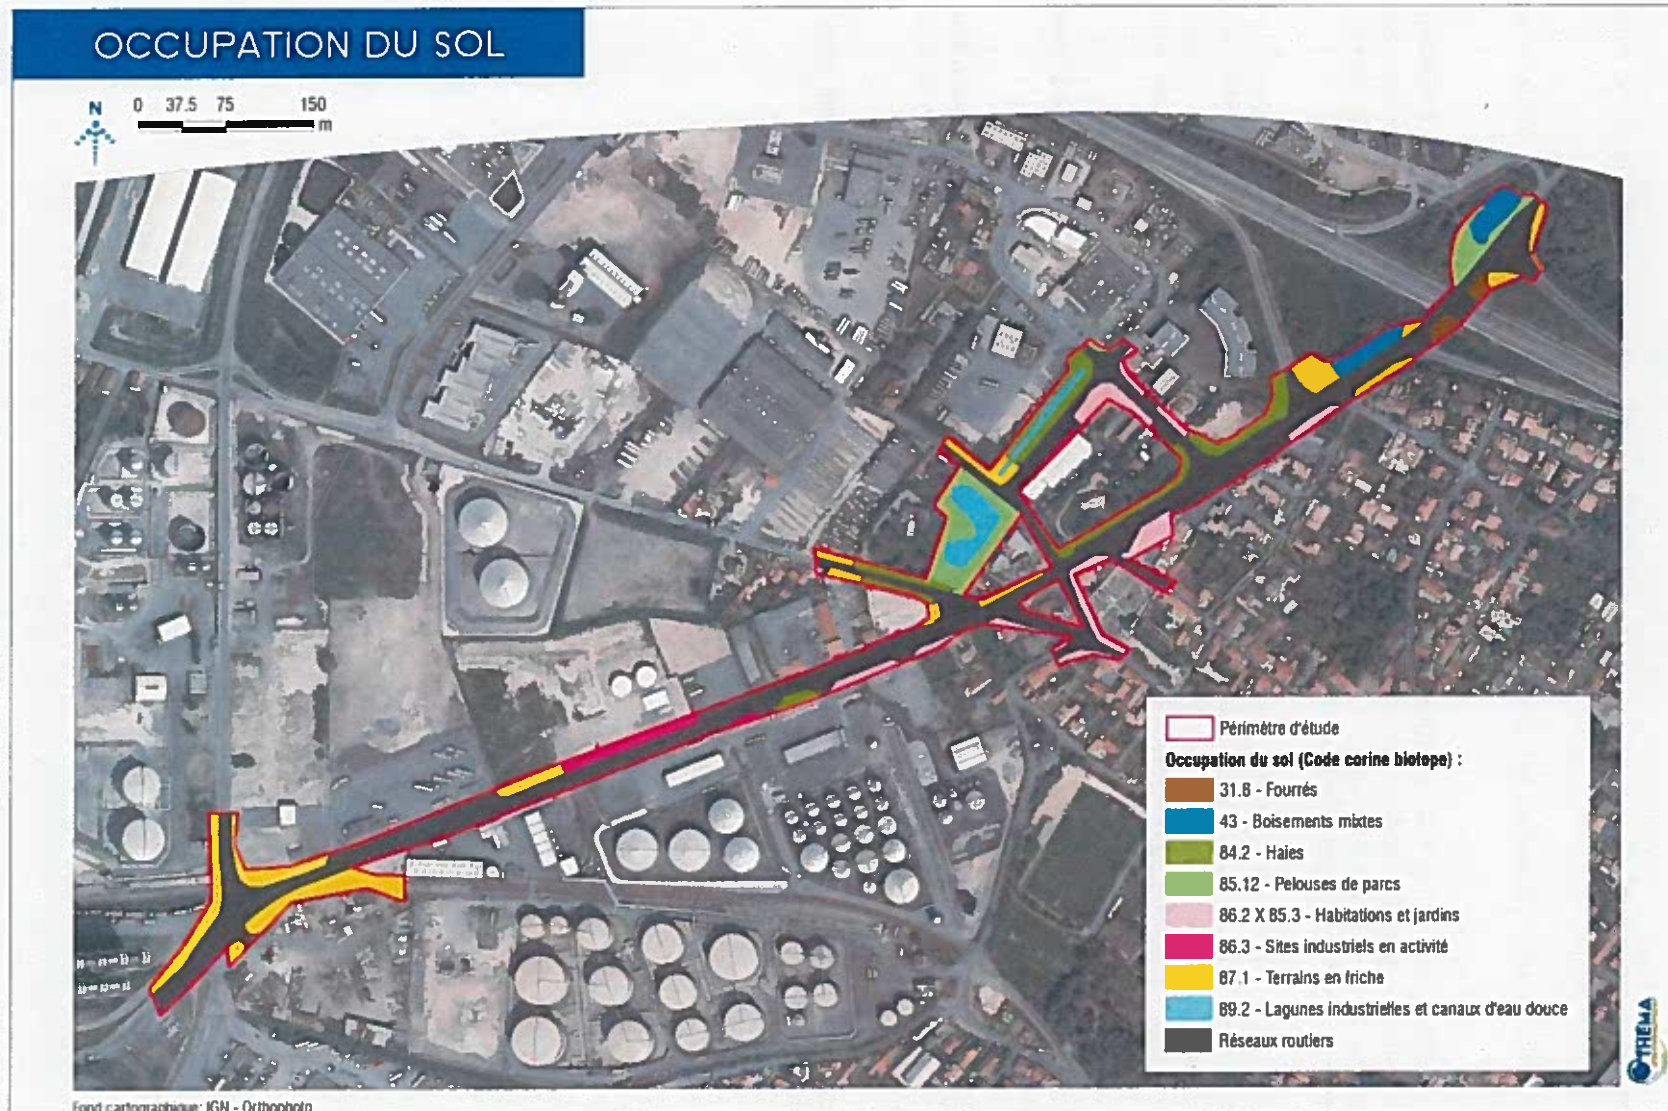 OCCUPATION DU SOL
N
0 37.5 75 150
m
Périmètre d'étude
Occupation du sol (Code corine biotope) :
31.8 - Fourrés
43 - Boisements mixtes
84.2 - Haies
85.12 - Pelouses de parcs
86.2 X 85.3 - Habitations et jardins
86.3 - Sites industriels en activité
87.1 - Terrains en friche
89.2 - Lagunes industrielles et canaux d'eau douce
Réseaux routiers
THEMA
Fond cartographique: IGN - Orthophoto